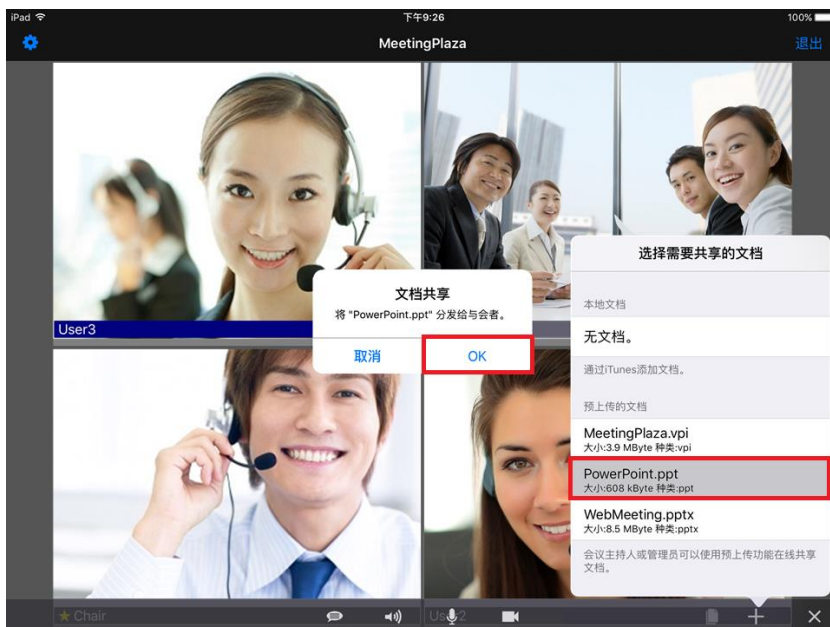 iPad 下午9:26 100%
MeetingPlaza 退出
User3
文档共享
将 "PowerPoint.ppt" 分发给与会者。
取消 OK
选择需要共享的文档
本地文档
无文档。
通过iTunes添加文档。
预上传的文档
MeetingPlaza.vpi
大小:3.9 MByte 种类:vpi
PowerPoint.ppt
大小:608 kByte 种类:ppt
WebMeeting.pptx
大小:8.5 MByte 种类:pptx
会议主持人或管理员可以使用预上传功能在线共享
文档。
Chair User2